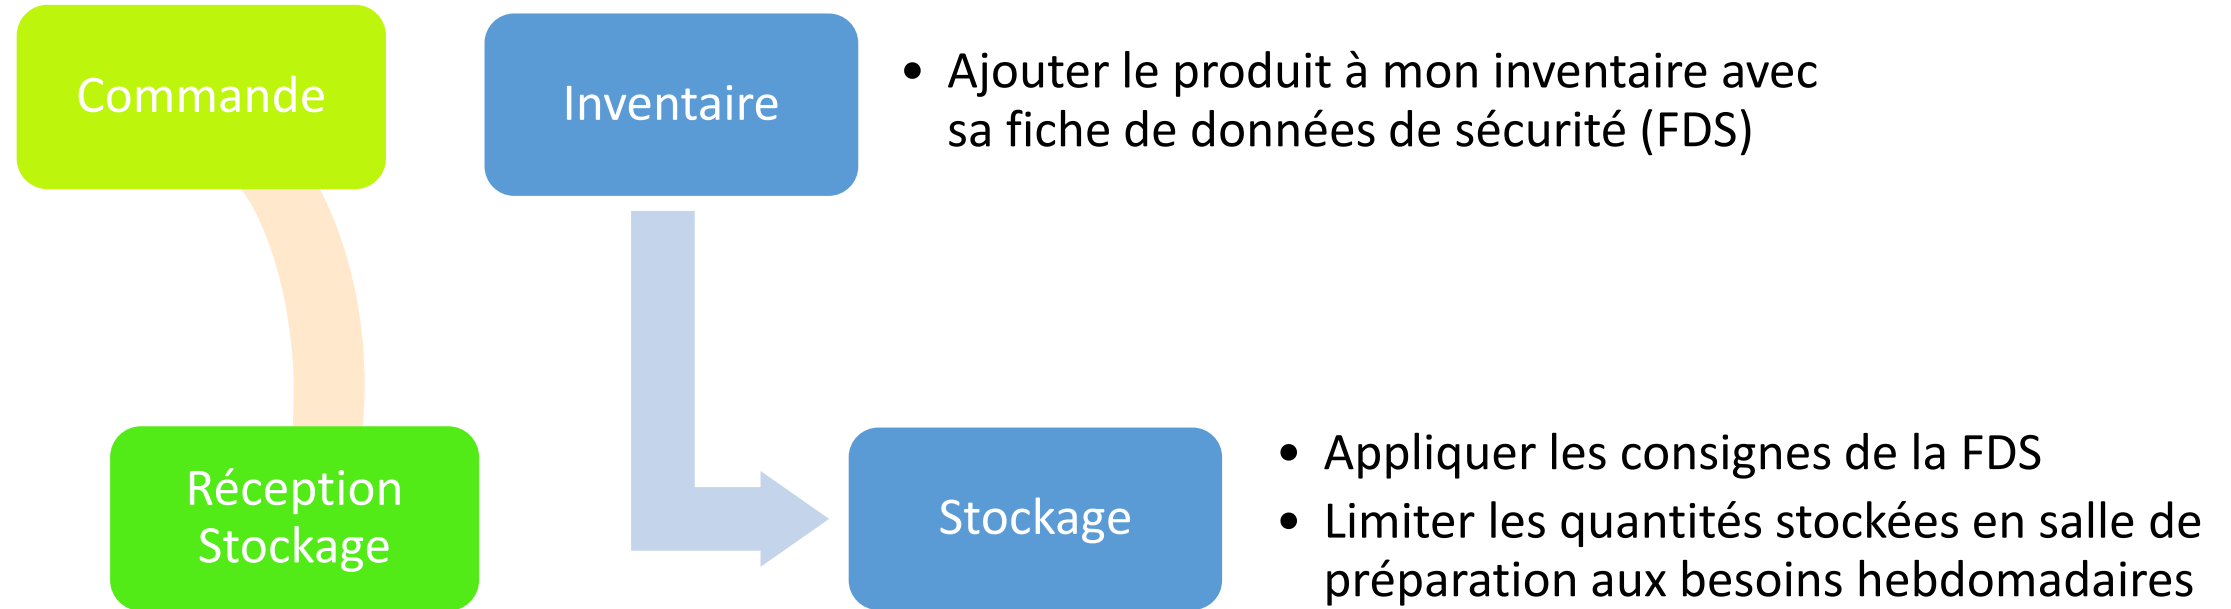 Commande
Inventaire
• Ajouter le produit à mon inventaire avec
sa fiche de données de sécurité (FDS)
Réception
Stockage
Stockage
• Appliquer les consignes de la FDS
• Limiter les quantités stockées en salle de
préparation aux besoins hebdomadaires